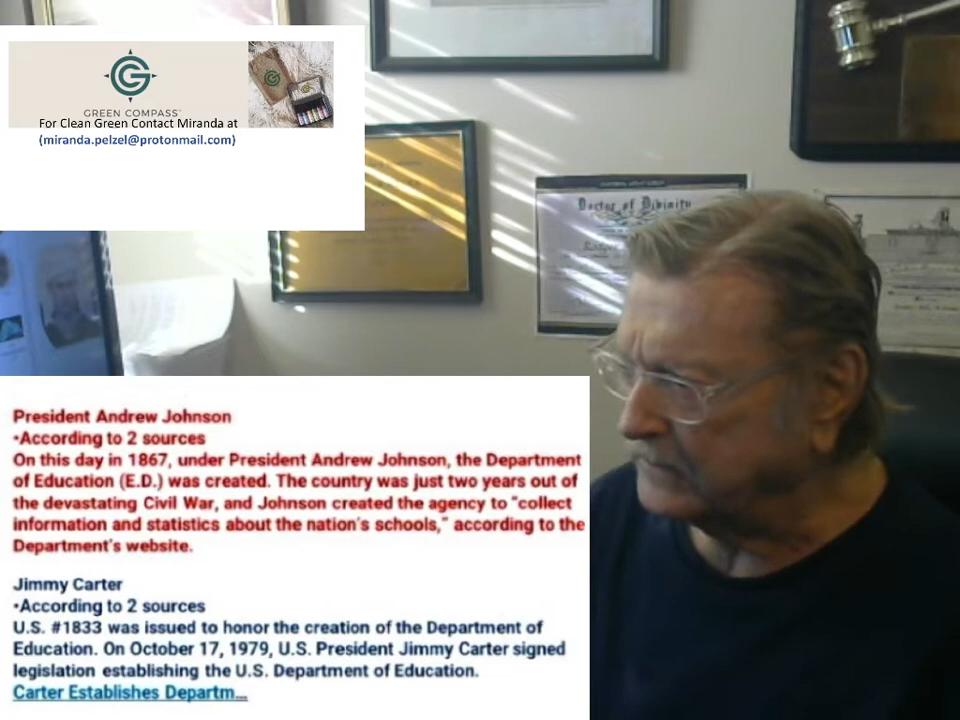 GREEN COMPASS
For Clean Green Contact Miranda at
(miranda.pelzel@protonmail.com)
Doctor of Divinity
President Andrew Johnson
•According to 2 sources
On this day in 1867, under President Andrew Johnson, the Department
of Education (E.D.) was created. The country was just two years out of
the devastating Civil War, and Johnson created the agency to "collect
information and statistics about the nation's schools," according to the
Department's website.
Jimmy Carter
•According to 2 sources
U.S. #1833 was issued to honor the creation of the Department of
Education. On October 17, 1979, U.S. President Jimmy Carter signed
legislation establishing the U.S. Department of Education.
Carter Establishes Departm...